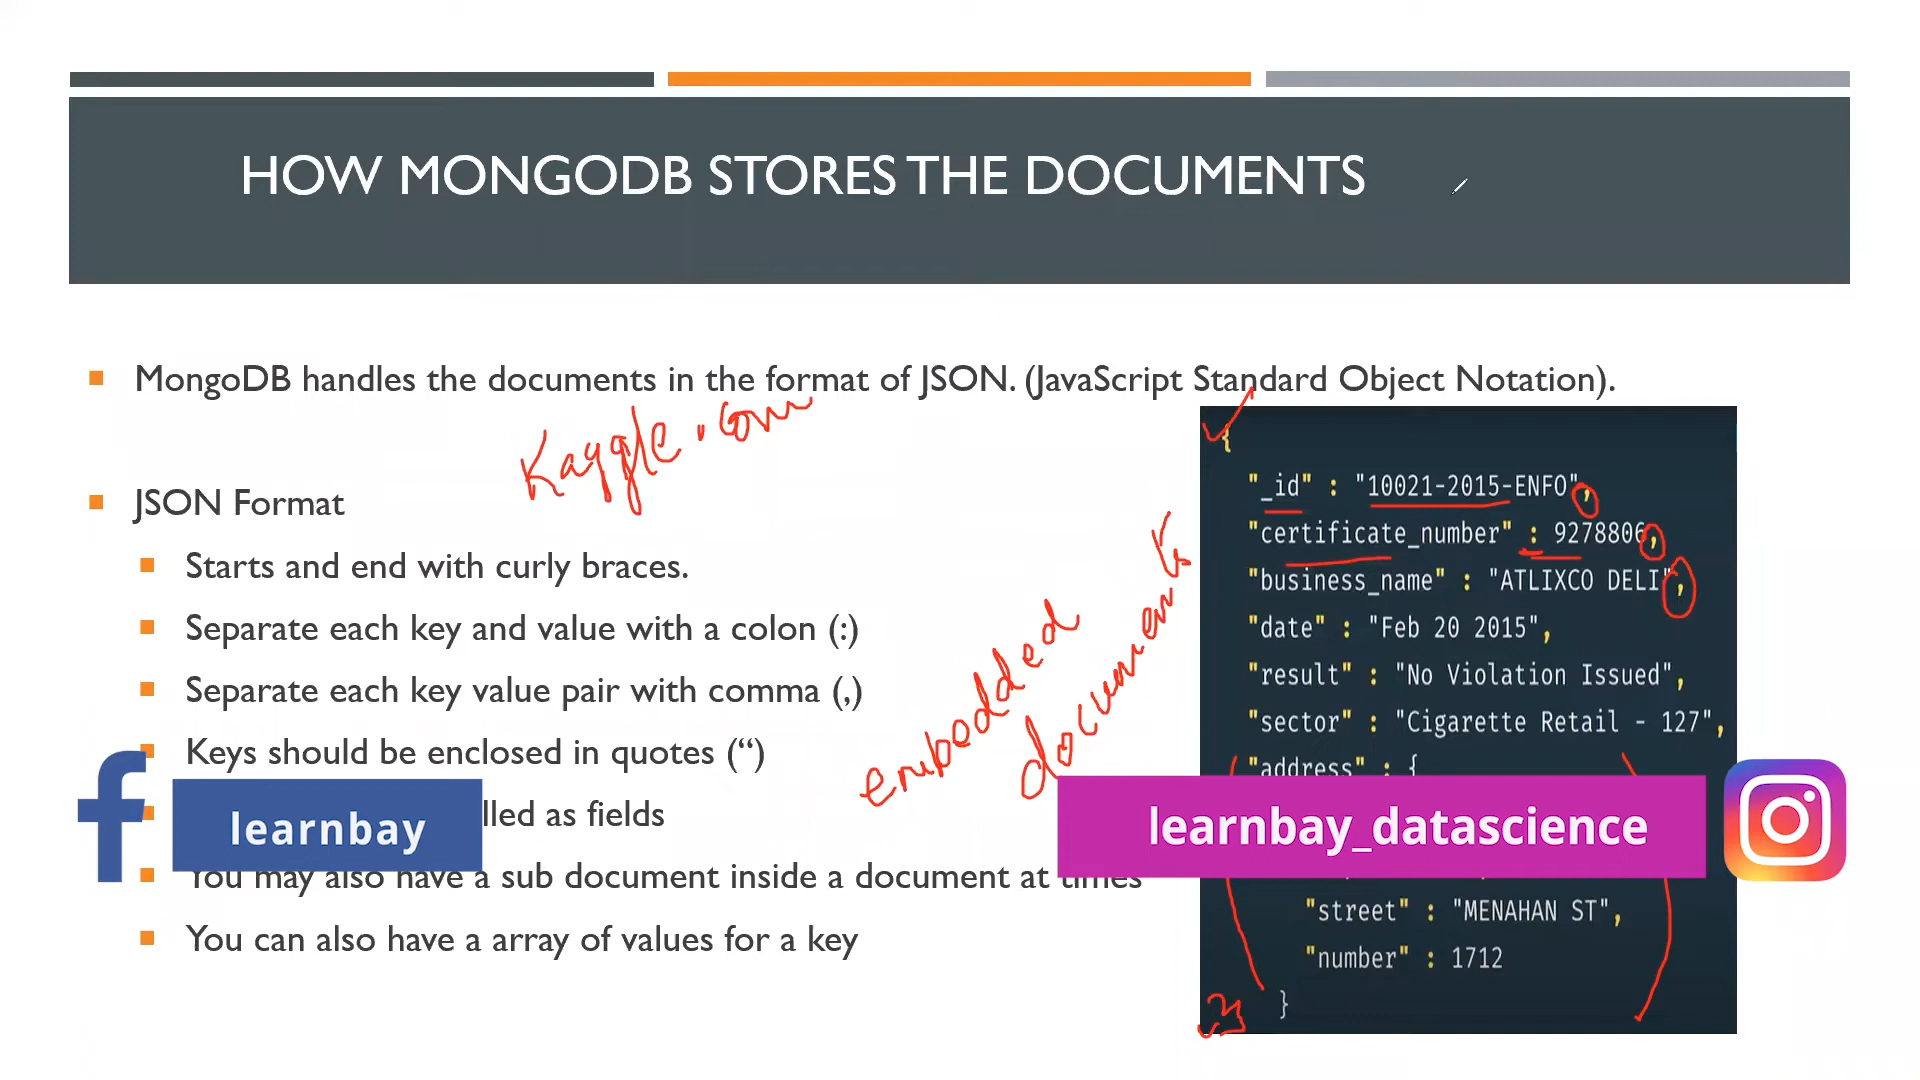 HOW MONGODB STORES THE DOCUMENTS
MongoDB handles the documents in the format of JSON. (JavaScript Standard Object Notation).
Kaggle.com
JSON Format
Starts and end with curly braces.
Separate each key and value with a colon (:)
Separate each key value pair with comma (,)
Keys should be enclosed in quotes (“)
lled as fields
You may also have a sub document inside a document at times
You can also have a array of values for a key
embedded
document
{
"_id" : "10021-2015-ENFO",
"certificate_number" : 9278806,
"business_name" : "ATLIXCO DELI",
"date" : "Feb 20 2015",
"result" : "No Violation Issued",
"sector" : "Cigarette Retail - 127",
"address" : {
"street" : "MENAHAN ST",
"number" : 1712
}
learnbay
learnbay_datascience